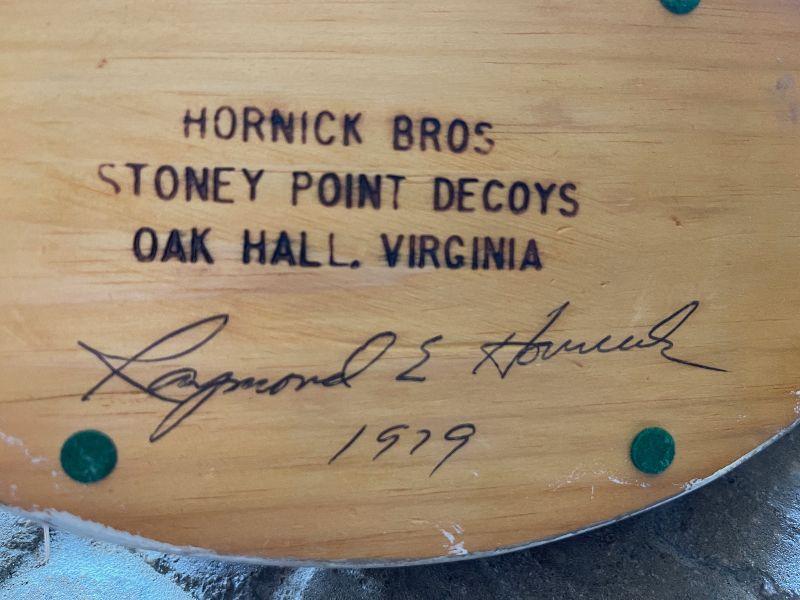 HORNICK BROS
STONEY POINT DECOYS
OAK HALL. VIRGINIA
Raymond E Hornick
1979